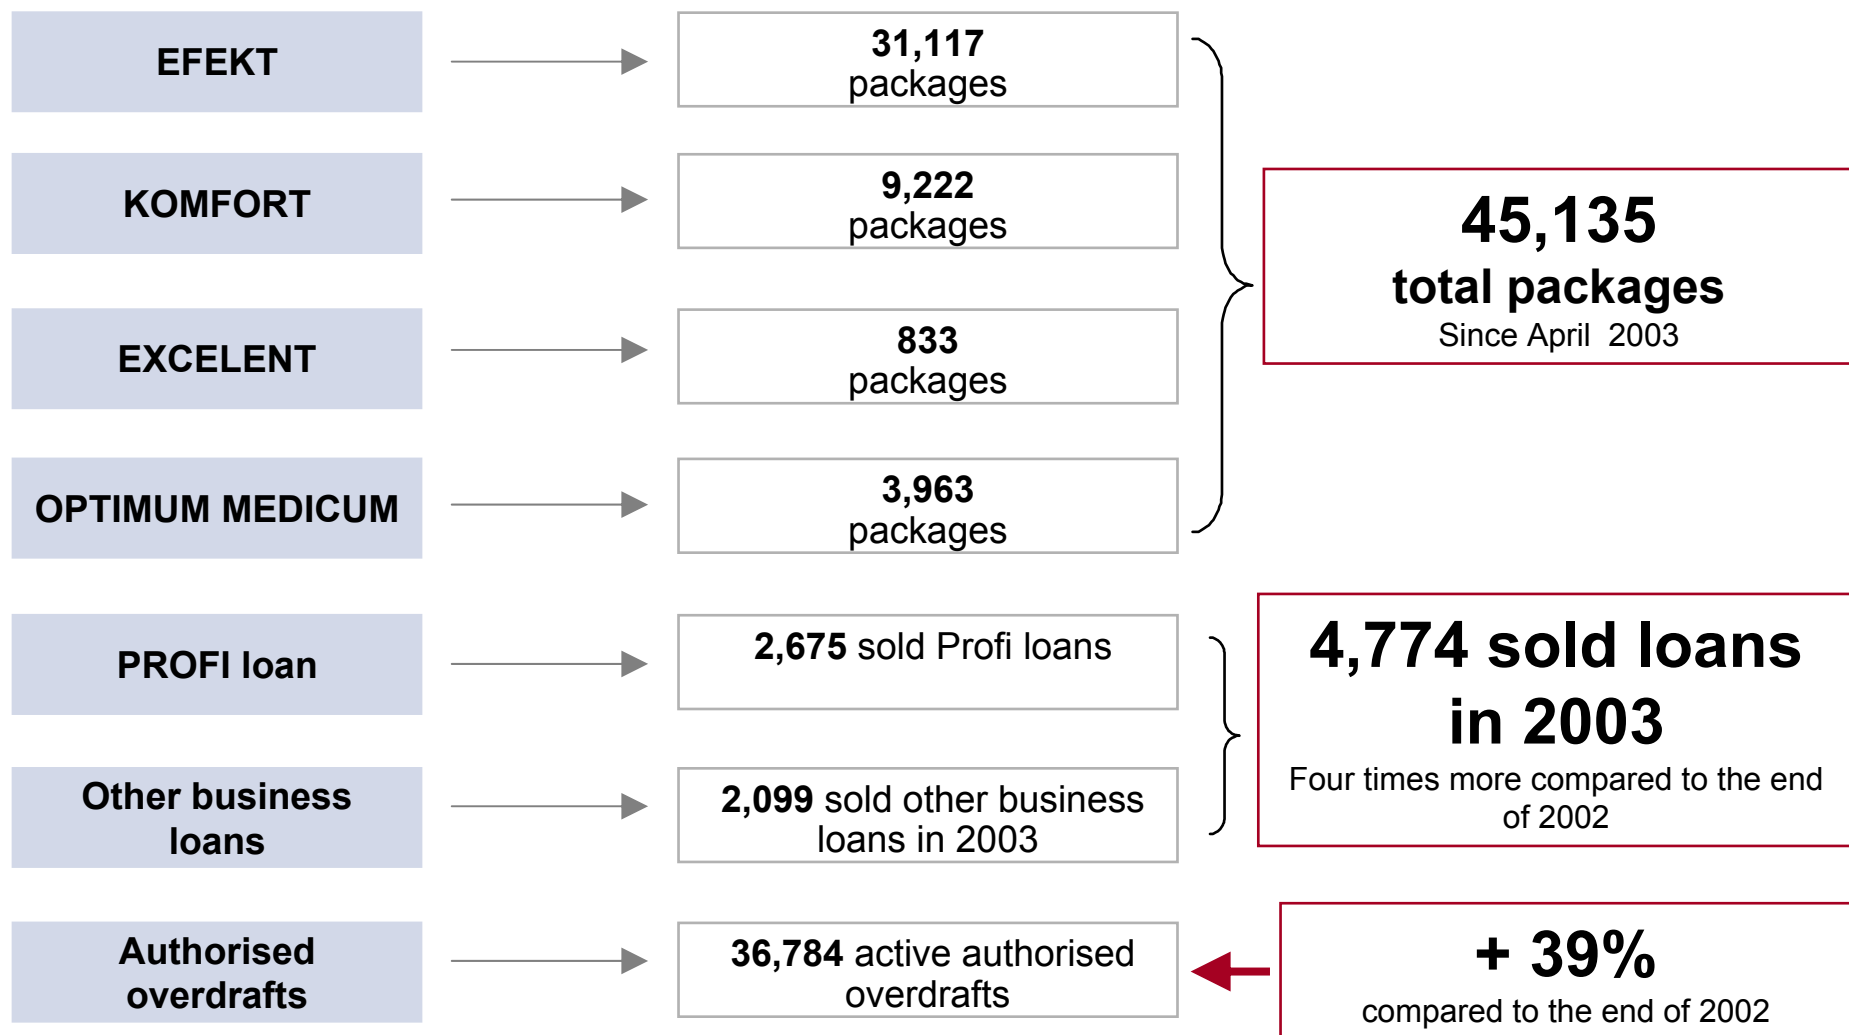 EFEKT
31,117
packages
KOMFORT
9,222
packages
EXCELENT
833
packages
OPTIMUM MEDICUM
3,963
packages
45,135
total packages
Since April 2003
PROFI loan
2,675 sold Profi loans
Other business
loans
2,099 sold other business
loans in 2003
4,774 sold loans
in 2003
Four times more compared to the end
of 2002
Authorised
overdrafts
36,784 active authorised
overdrafts
+ 39%
compared to the end of 2002